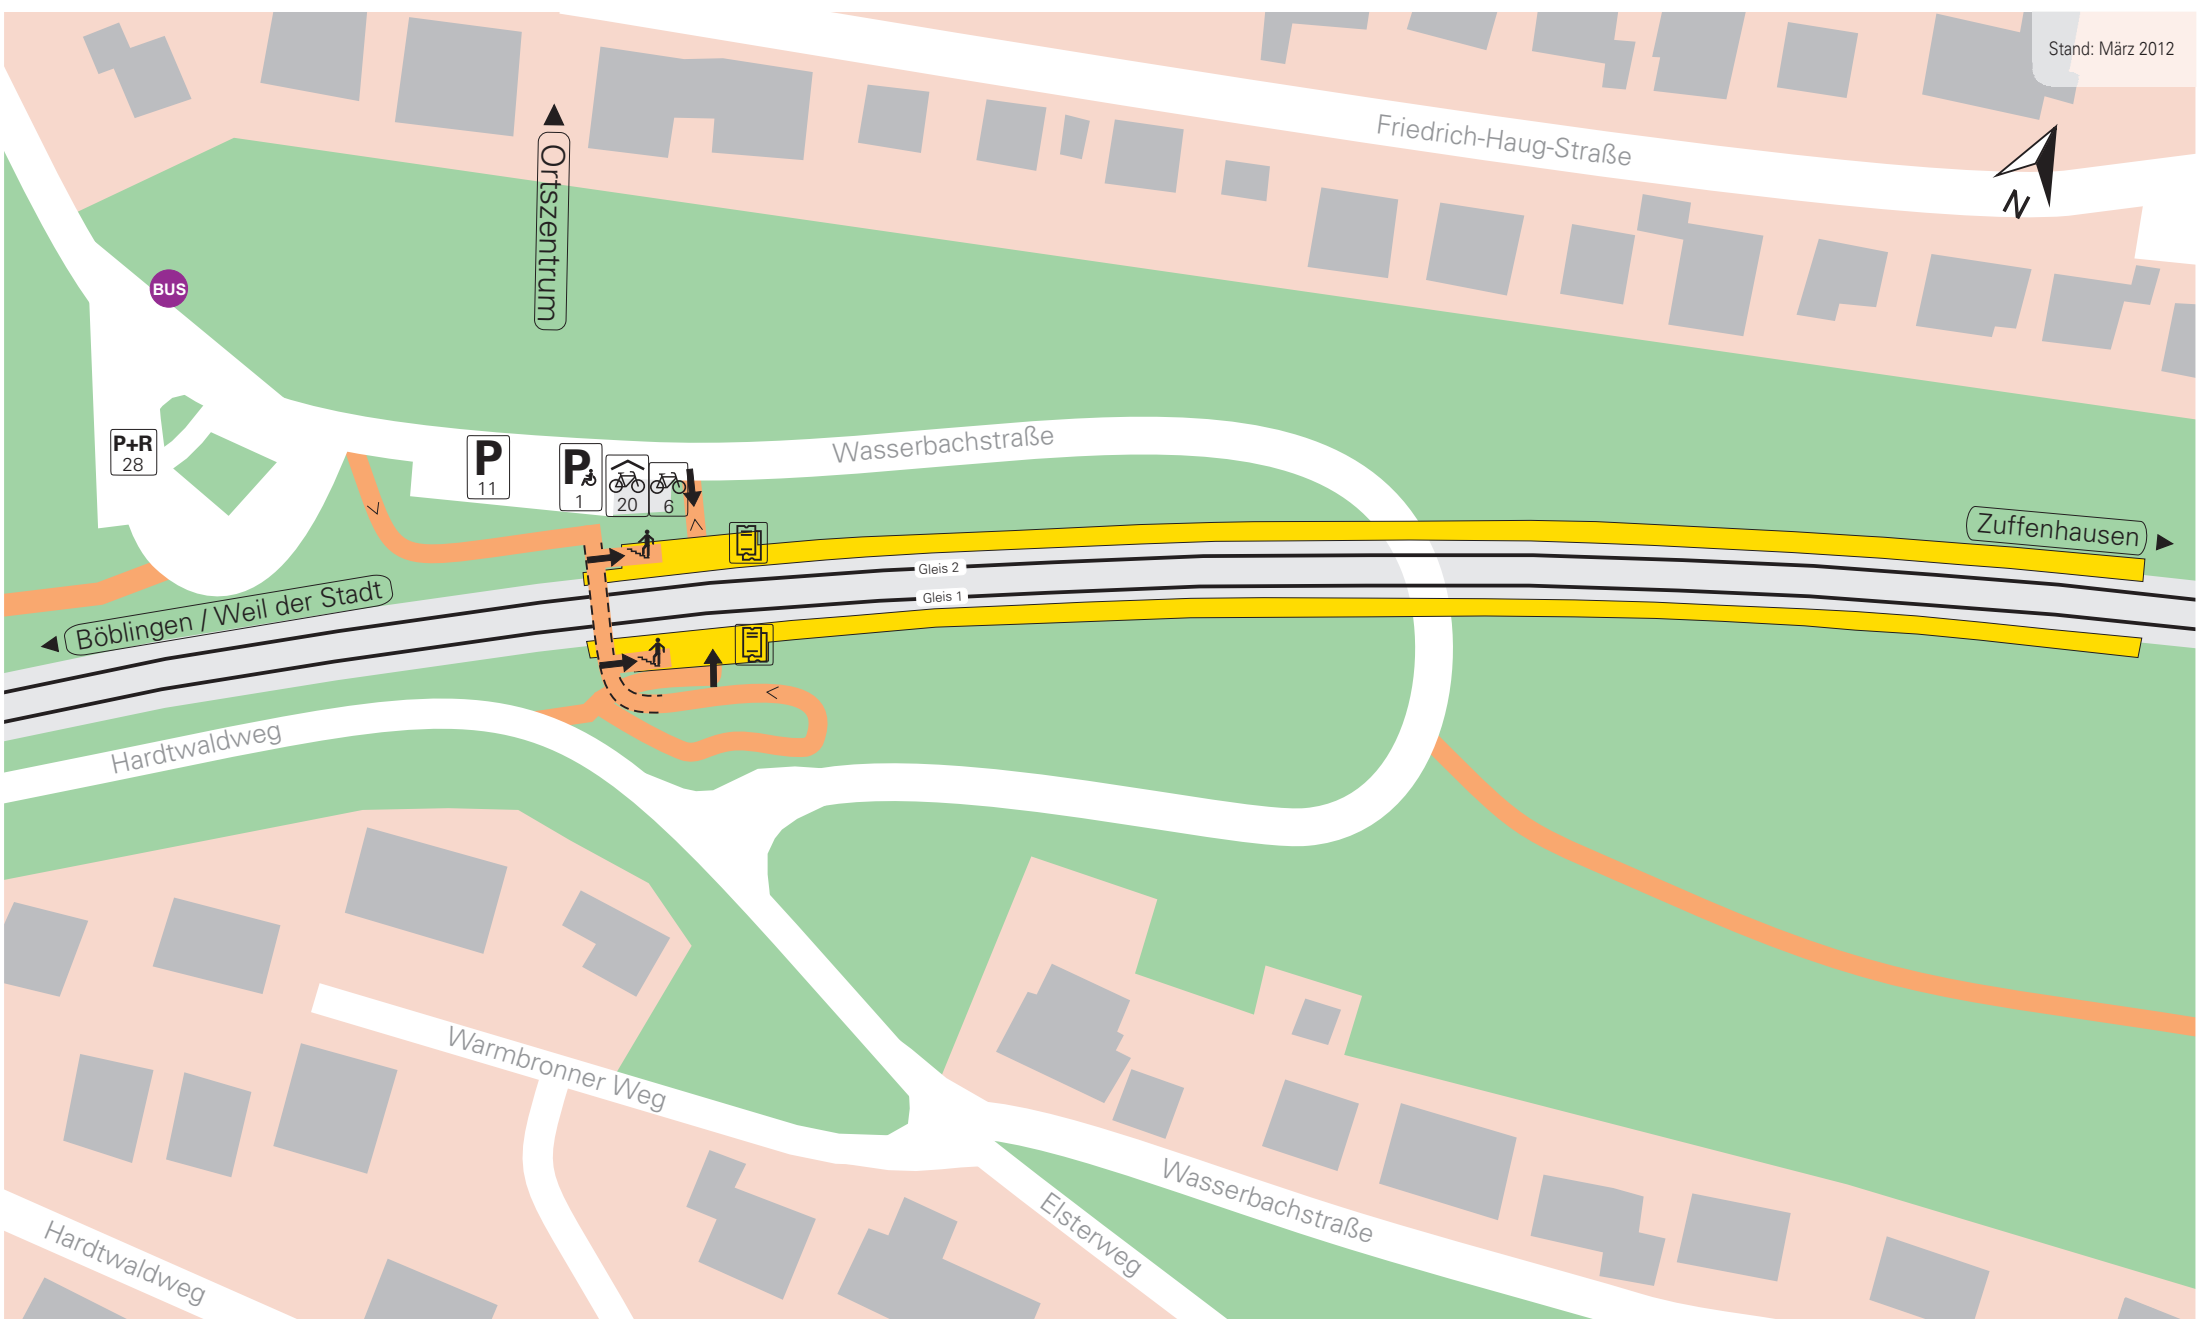 Stand: März 2012
Friedrich-Haug-Straße
N
Ortszentrum
BUS
P+R
28
P
11
P
1
20
6
Wasserbachstraße
Zuffenhausen
Gleis 2
Gleis 1
Böblingen / Weil der Stadt
Hardtwaldweg
Warmbronner Weg
Wasserbachstraße
Elsterweg
Hardtwaldweg